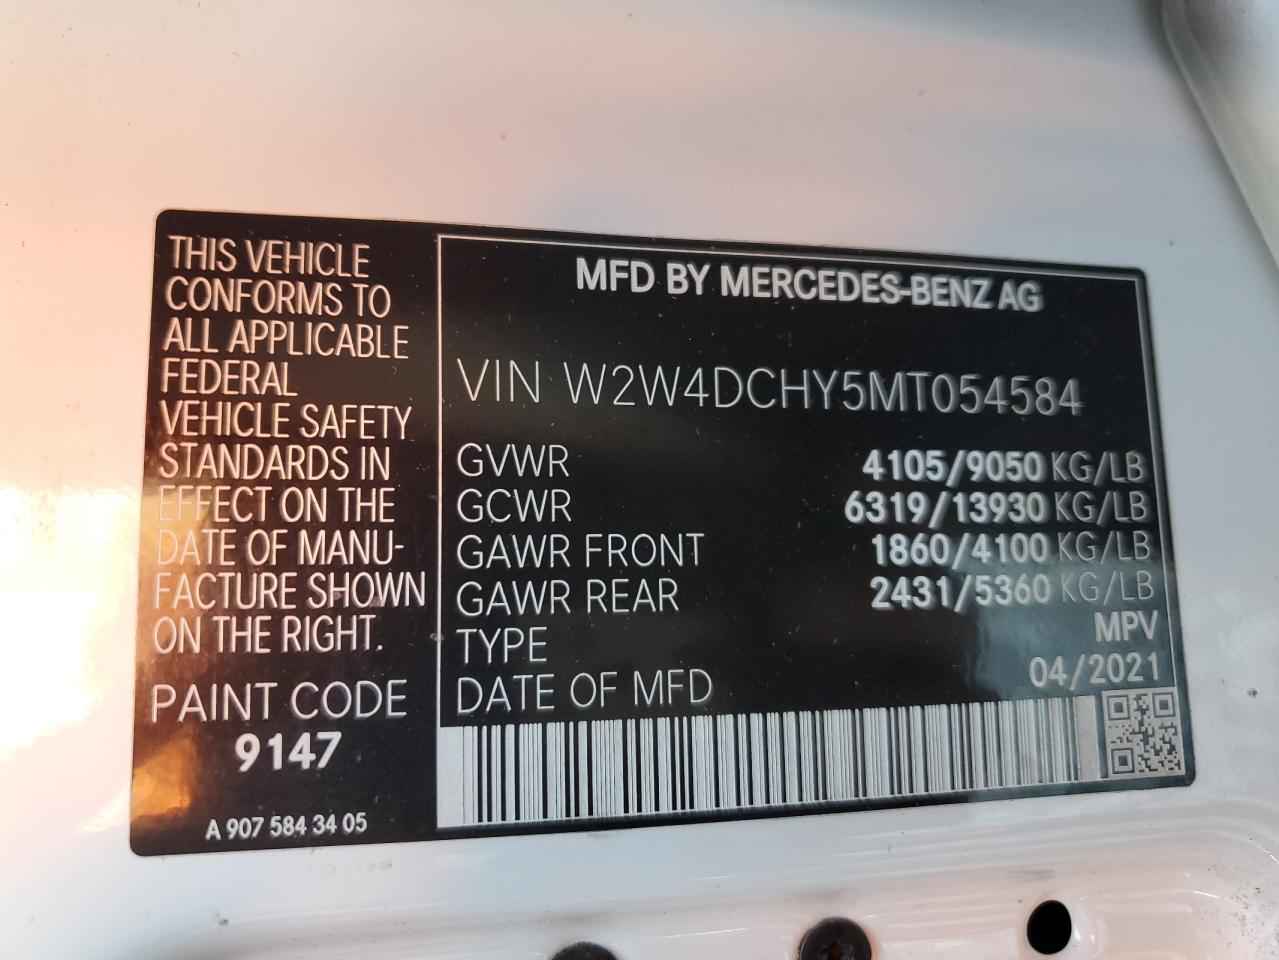 THIS VEHICLE
CONFORMS TO
ALL APPLICABLE
FEDERAL
VEHICLE SAFETY
STANDARDS IN
EFFECT ON THE
DATE OF MANU-
FACTURE SHOWN
ON THE RIGHT.
PAINT CODE
9147
A 907 584 34 05
MFD BY MERCEDES-BENZ AG
VIN W2W4DCHY5MT054584
GVWR 4105/9050 KG/LB
GCWR 6319/13930 KG/LB
GAWR FRONT 1860/4100 KG/LB
GAWR REAR 2431/5360 KG/LB
TYPE MPV
DATE OF MFD 04/2021